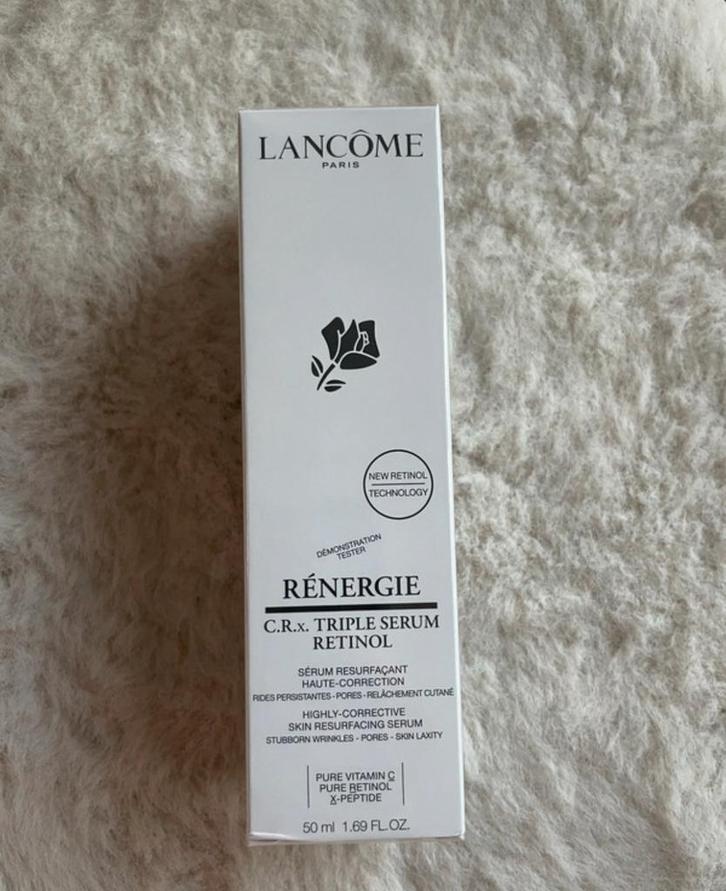 LANCÔME
PARIS
NEW RETINOL
TECHNOLOGY
DÉMONSTRATION
TESTER
RÉNERGIE
C.R.x. TRIPLE SERUM
RETINOL
SÉRUM RESURFAÇANT
HAUTE-CORRECTION
RIDES PERSISTANTES - PORES - RELÂCHEMENT CUTANÉ
HIGHLY-CORRECTIVE
SKIN RESURFACING SERUM
STUBBORN WRINKLES - PORES - SKIN LAXITY
PURE VITAMIN C
PURE RETINOL
X-PEPTIDE
50 ml 1.69 FL.OZ.